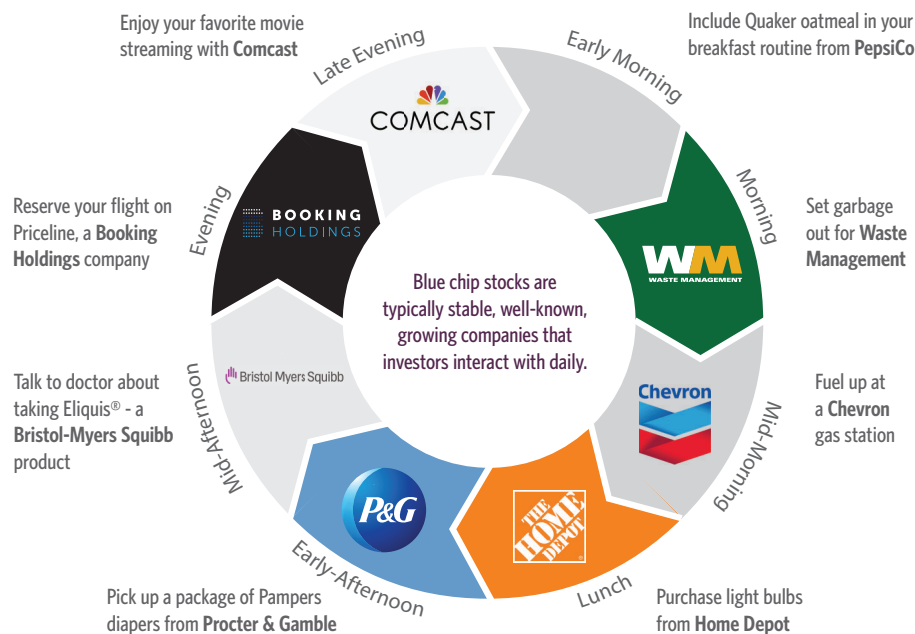 Enjoy your favorite movie
streaming with Comcast
Late Evening
COMCAST
Early Morning
Include Quaker oatmeal in your
breakfast routine from PepsiCo
Morning
WM
WASTE MANAGEMENT
Set garbage
out for Waste
Management
Mid-Morning
Chevron
Fuel up at
a Chevron
gas station
Lunch
THE
HOME
DEPOT
®
Purchase light bulbs
from Home Depot
Early-Afternoon
P&G
Pick up a package of Pampers
diapers from Procter & Gamble
Mid-Afternoon
Bristol Myers Squibb
Talk to doctor about
taking Eliquis® - a
Bristol-Myers Squibb
product
Evening
BOOKING
HOLDINGS
Reserve your flight on
Priceline, a Booking
Holdings company
Blue chip stocks are
typically stable, well-known,
growing companies that
investors interact with daily.